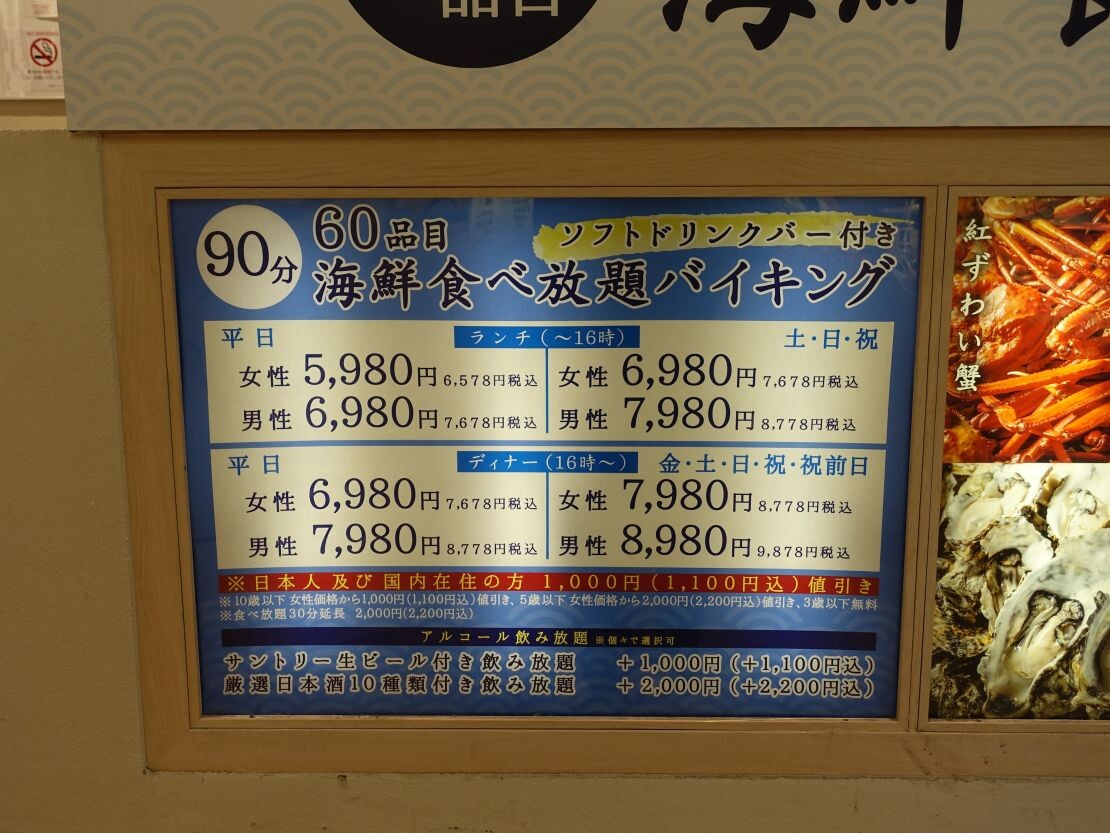 海鮮
90分
60品目
ソフトドリンクバー付き
海鮮食べ放題バイキング
平日 ランチ(～16時) 土・日・祝
女性 5,980円 6,578円税込 女性 6,980円 7,678円税込
男性 6,980円 7,678円税込 男性 7,980円 8,778円税込
平日 ディナー(16時～) 金・土・日・祝・祝前日
女性 6,980円 7,678円税込 女性 7,980円 8,778円税込
男性 7,980円 8,778円税込 男性 8,980円 9,878円税込
※日本人及び国内在住の方 1,000円(1,100円込)値引き
※10歳以下 女性価格から1,000円(1,100円込)値引き、5歳以下 女性価格から2,000円(2,200円込)値引き、3歳以下無料
※食べ放題30分延長 2,000円(2,200円込)
アルコール飲み放題 ※個々で選択可
サントリー生ビール付き飲み放題 +1,000円(+1,100円込)
厳選日本酒10種類付き飲み放題 +2,000円(+2,200円込)
紅ずわい蟹